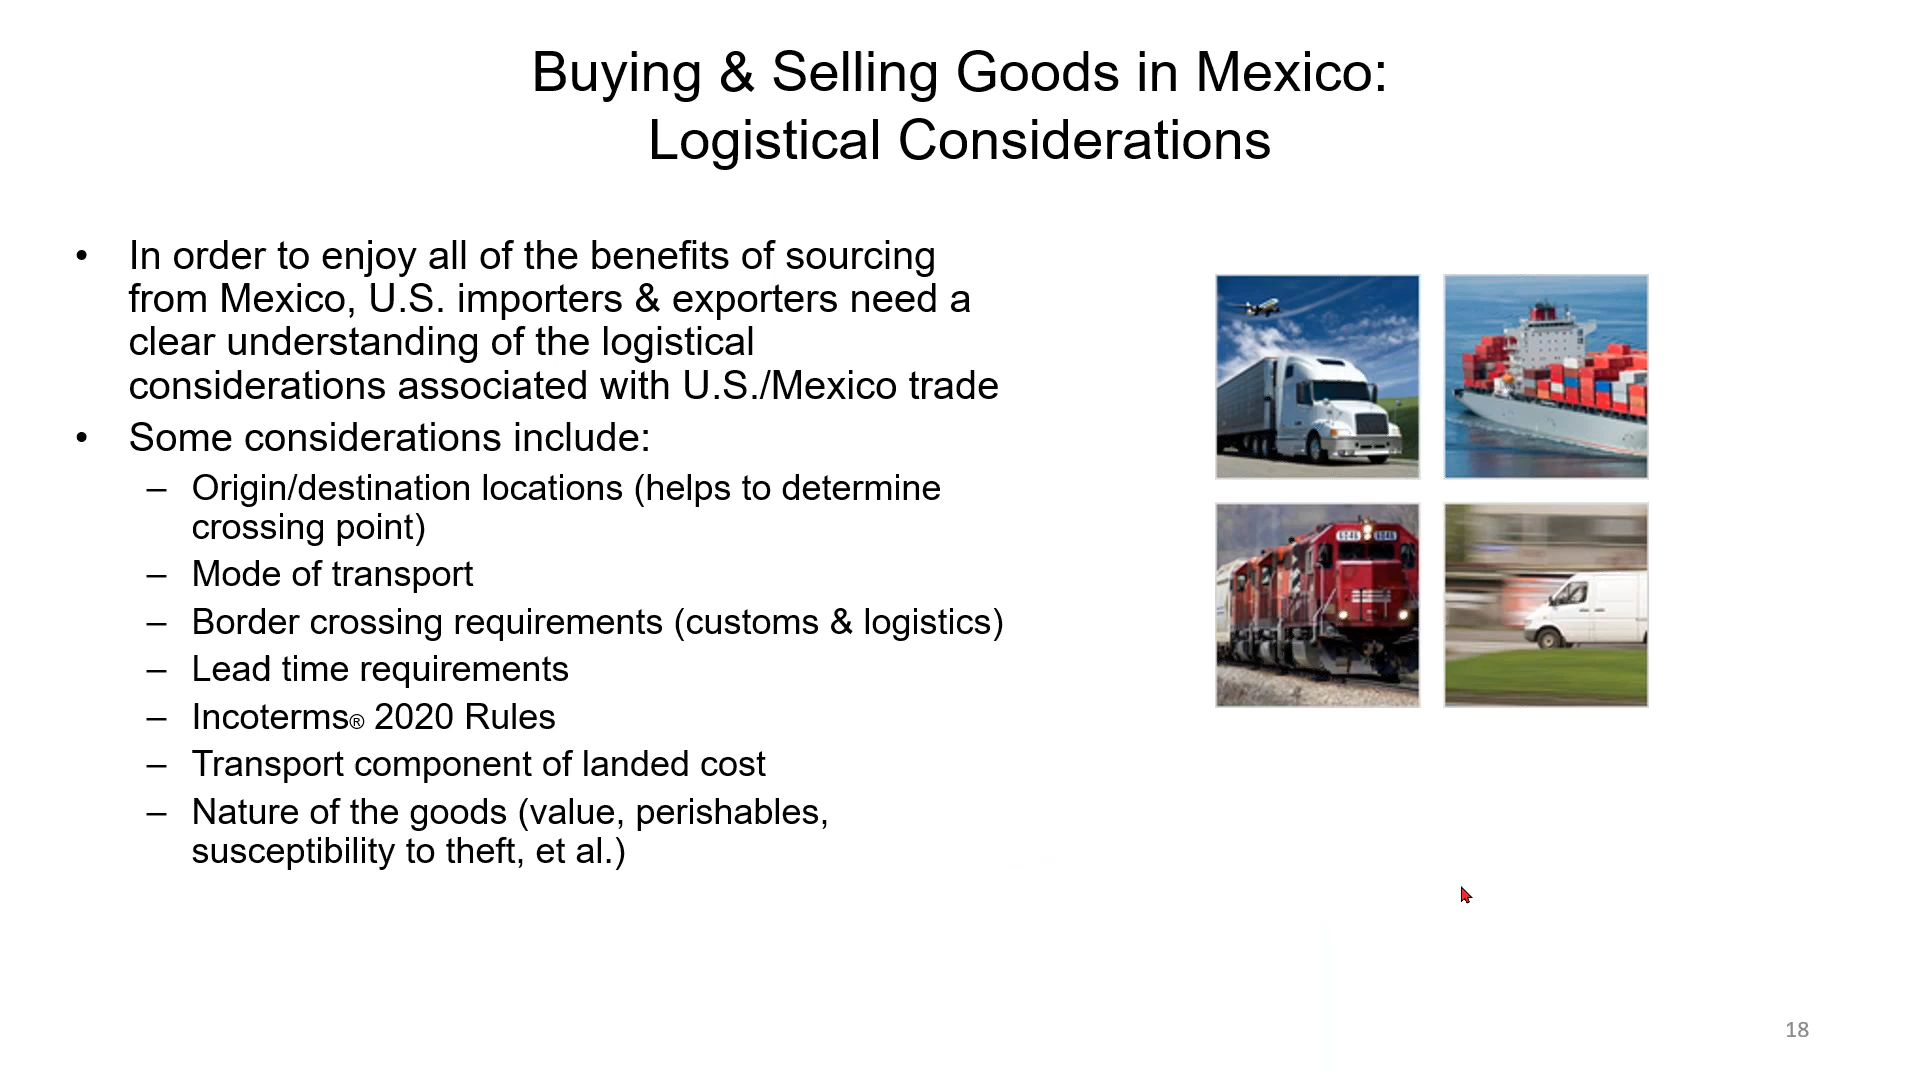 Buying & Selling Goods in Mexico:
Logistical Considerations
• In order to enjoy all of the benefits of sourcing
from Mexico, U.S. importers & exporters need a
clear understanding of the logistical
considerations associated with U.S./Mexico trade
• Some considerations include:
– Origin/destination locations (helps to determine
crossing point)
– Mode of transport
– Border crossing requirements (customs & logistics)
– Lead time requirements
– Incoterms® 2020 Rules
– Transport component of landed cost
– Nature of the goods (value, perishables,
susceptibility to theft, et al.)
6046 6046
18